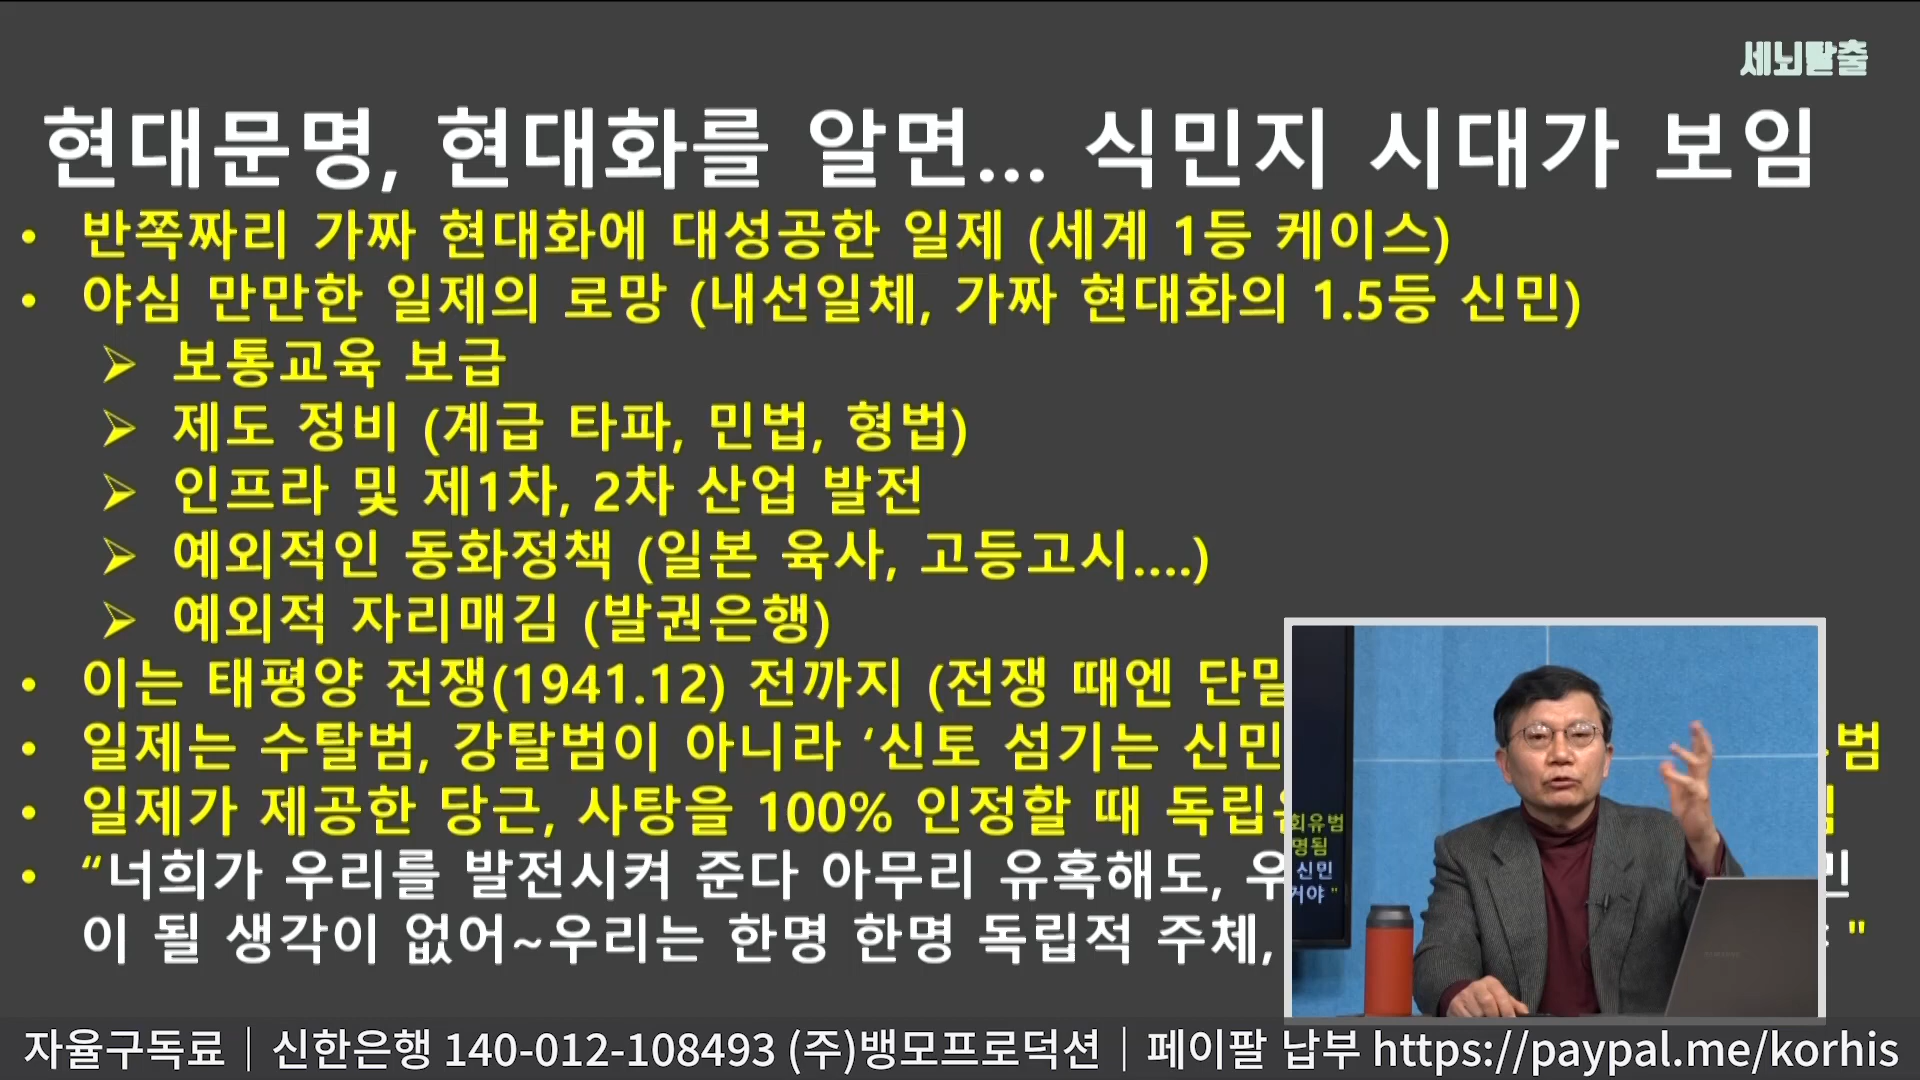 세뇌탈출
현대문명, 현대화를 알면... 식민지 시대가 보임
• 반쪽짜리 가짜 현대화에 대성공한 일제 (세계 1등 케이스)
• 야심 만만한 일제의 로망 (내선일체, 가짜 현대화의 1.5등 신민)
➢ 보통교육 보급
➢ 제도 정비 (계급 타파, 민법, 형법)
➢ 인프라 및 제1차, 2차 산업 발전
➢ 예외적인 동화정책 (일본 육사, 고등고시....)
➢ 예외적 자리매김 (발권은행)
• 이는 태평양 전쟁(1941.12) 전까지 (전쟁 때엔
• 일제는 수탈범, 강탈범이 아니라 ‘신토 섬기는 신민 범
• 일제가 제공한 당근, 사탕을 100% 인정할 때
• “너희가 우리를 발전시켜 준다 아무리 유혹해도,
이 될 생각이 없어~우리는 한명 한명 독립적 주체, "
회유범
명됨
신민
거야 "
자율구독료 | 신한은행 140-012-108493 (주)뱅모프로덕션 | 페이팔 납부 https://paypal.me/korhis